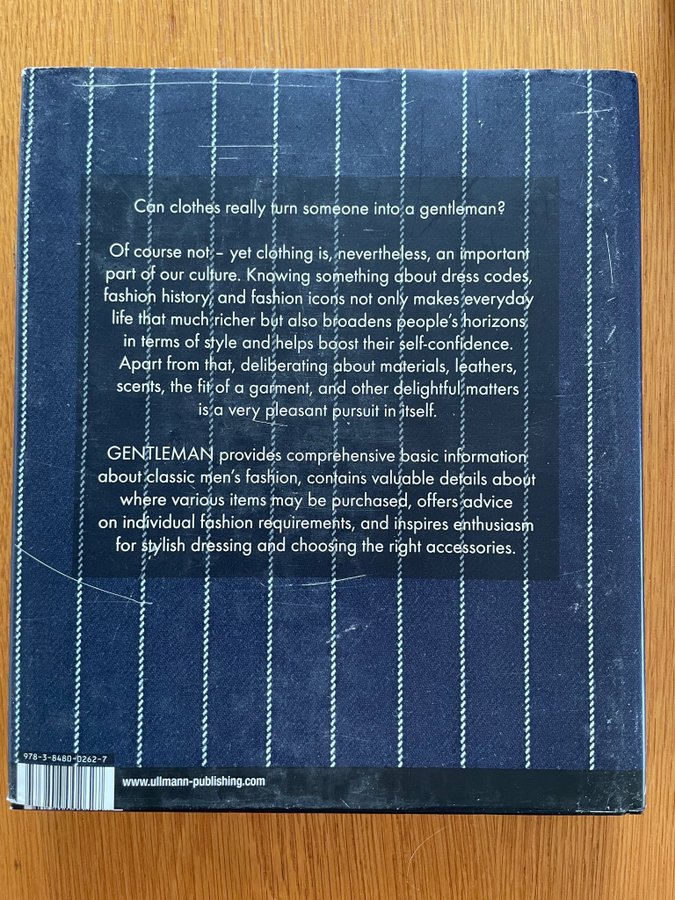 Can clothes really turn someone into a gentleman?
Of course not – yet clothing is, nevertheless, an important
part of our culture. Knowing something about dress codes,
fashion history, and fashion icons not only makes everyday
life that much richer but also broadens people's horizons
in terms of style and helps boost their self-confidence.
Apart from that, deliberating about materials, leathers,
scents, the fit of a garment, and other delightful matters
is a very pleasant pursuit in itself.
GENTLEMAN provides comprehensive basic information
about classic men's fashion, contains valuable details about
where various items may be purchased, offers advice
on individual fashion requirements, and inspires enthusiasm
for stylish dressing and choosing the right accessories.
978-3-8480-0262-7
www.ullmann-publishing.com